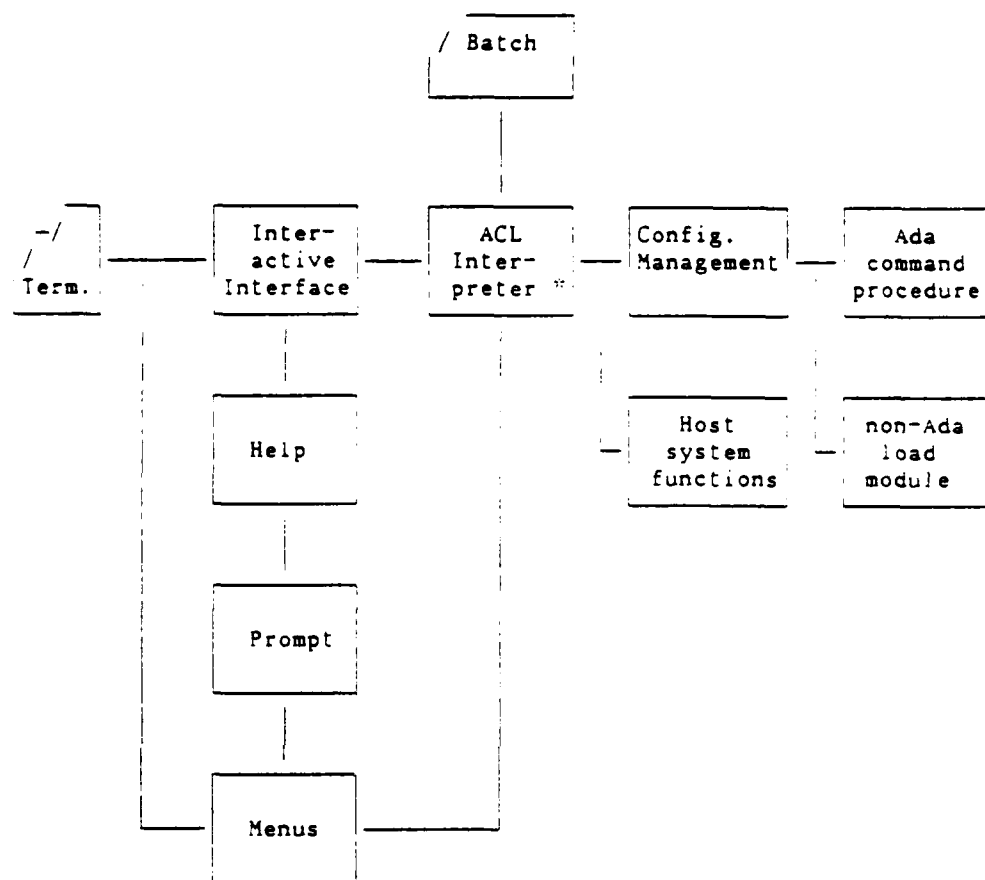 / Batch
-/
/
Term.
Inter-
active
Interface
ACL
Inter-
preter *
Config.
Management
Ada
command
procedure
Help
Host
system
functions
non-Ada
load
module
Prompt
Menus